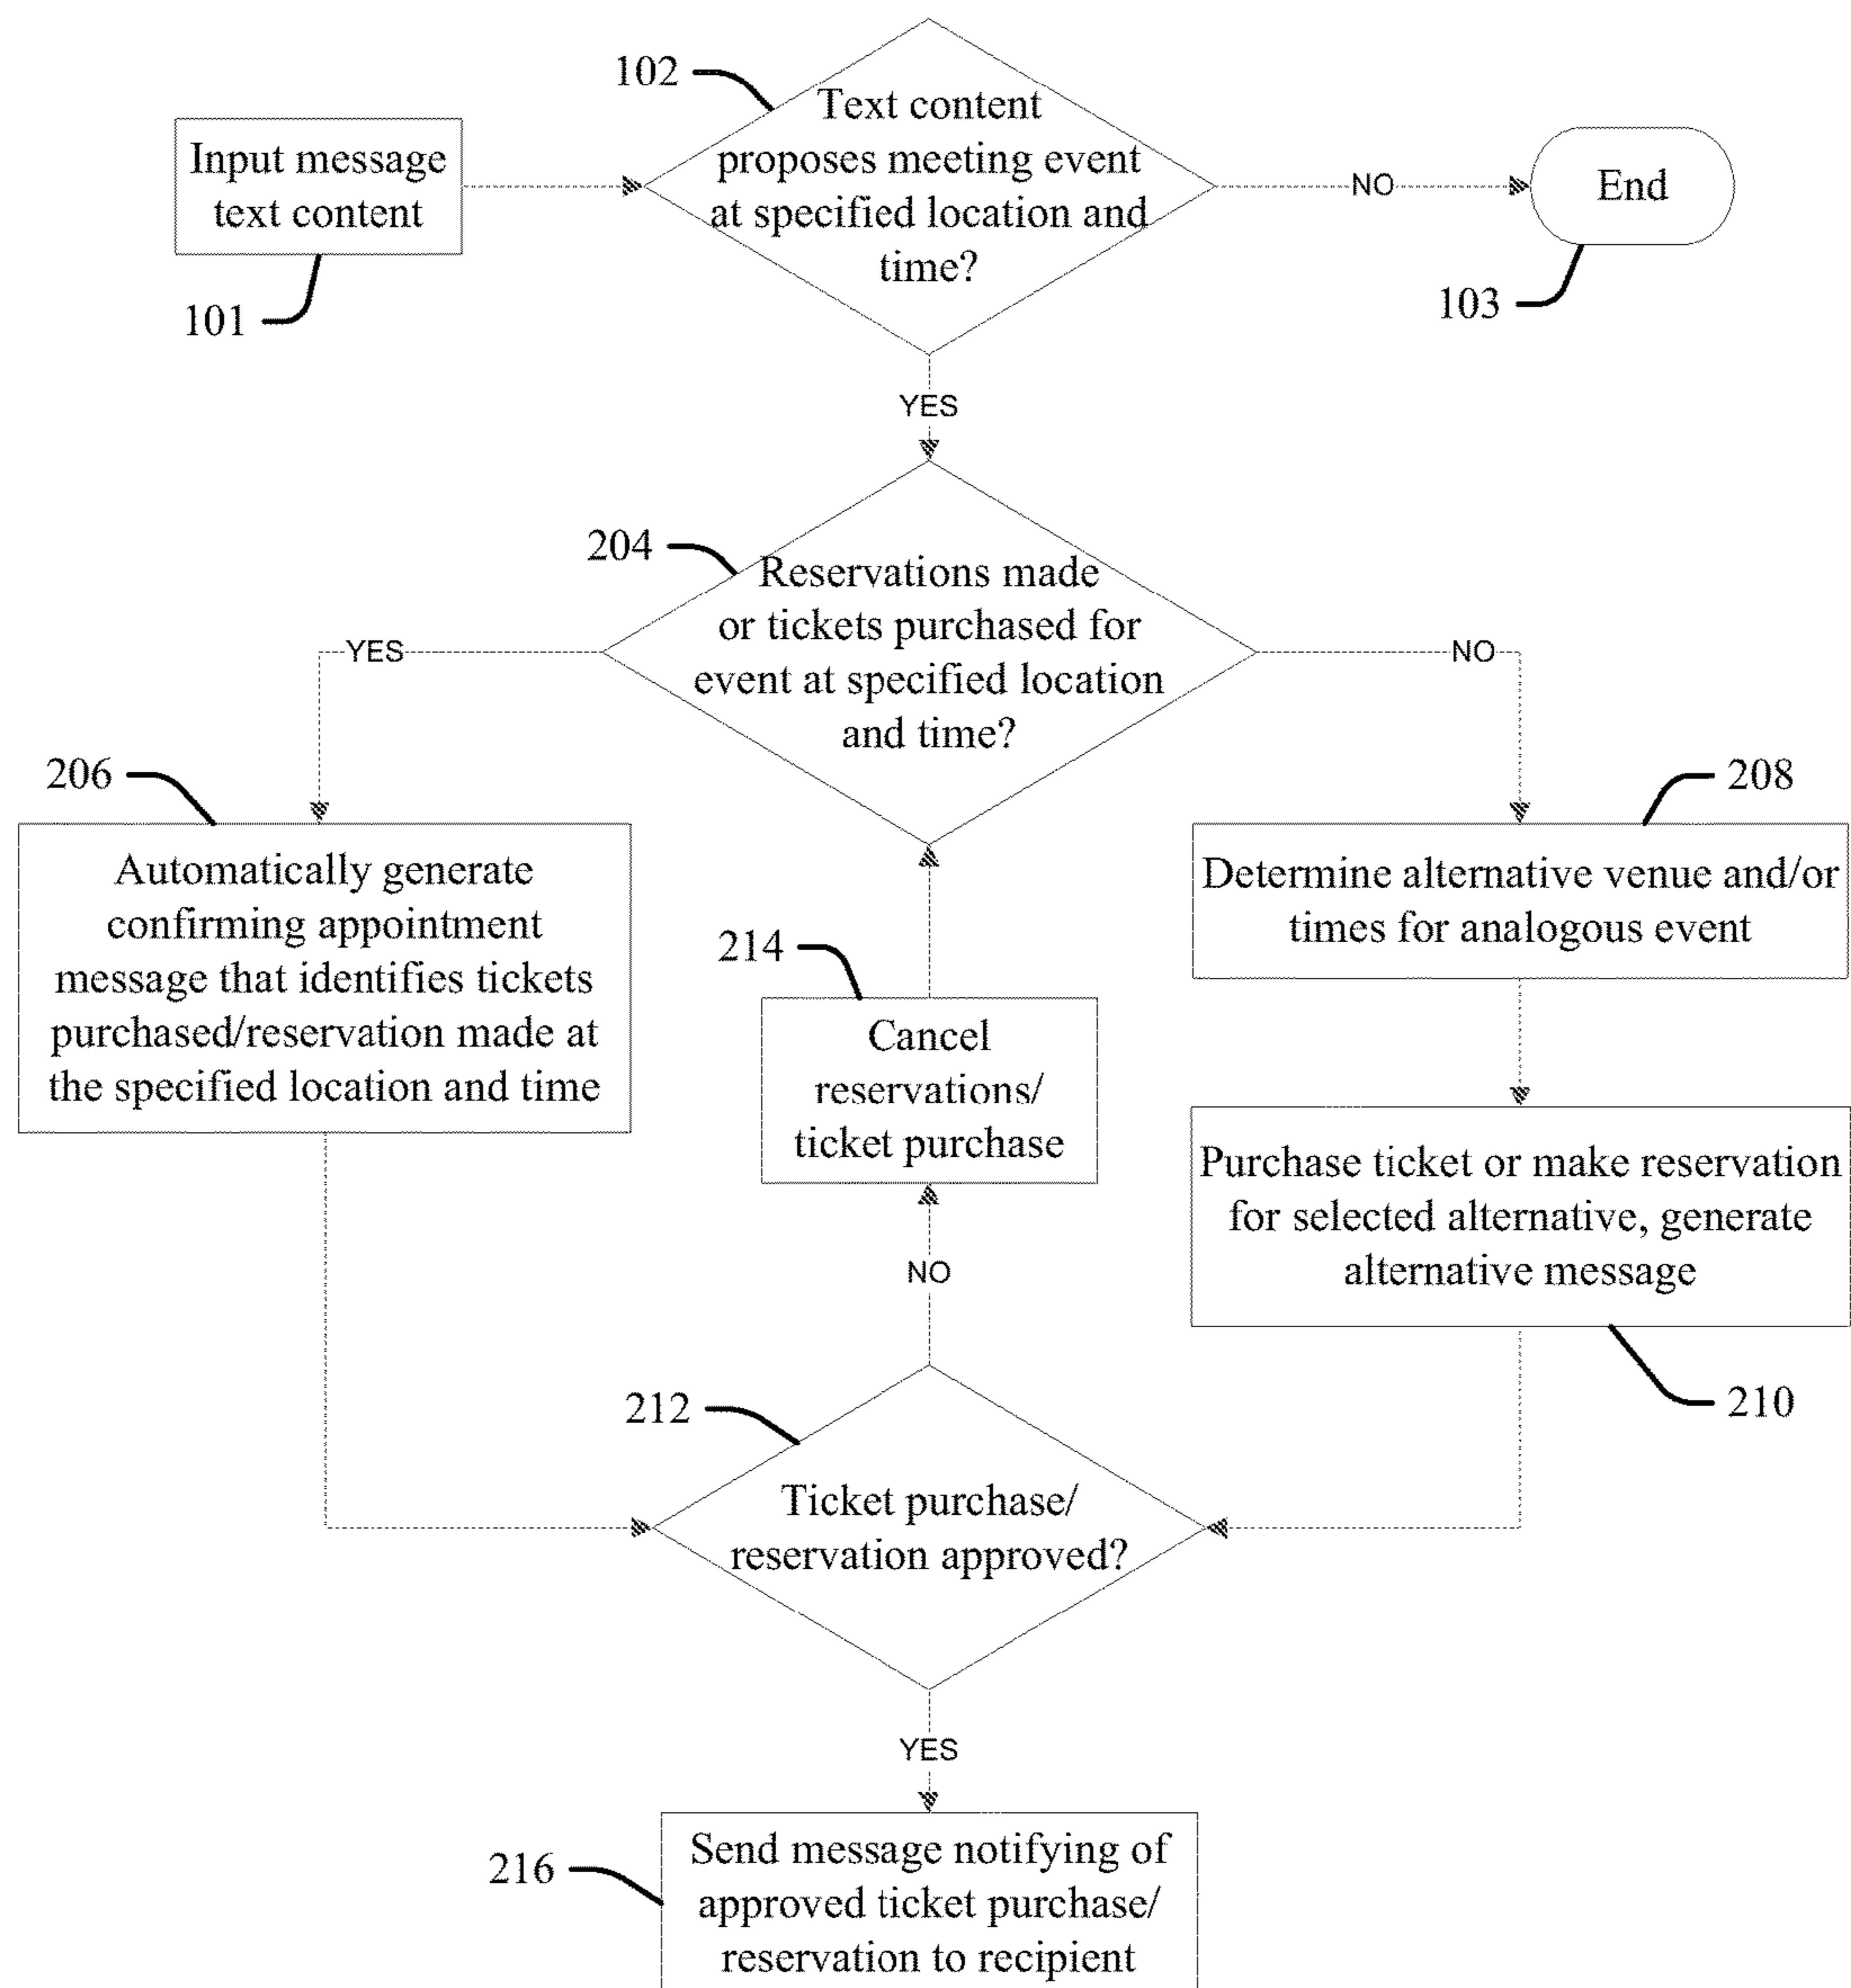 102
Text content
proposes meeting event
at specified location and
time?
Input message
text content
101
NO
End
103
YES
204
Reservations made
or tickets purchased for
event at specified location
and time?
YES
NO
206
Automatically generate
confirming appointment
message that identifies tickets
purchased/reservation made at
the specified location and time
208
Determine alternative venue and/or
times for analogous event
214
Cancel
reservations/
ticket purchase
Purchase ticket or make reservation
for selected alternative, generate
alternative message
210
NO
212
Ticket purchase/
reservation approved?
YES
216
Send message notifying of
approved ticket purchase/
reservation to recipient